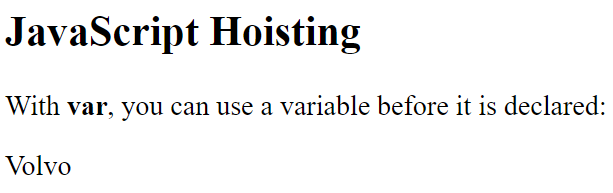 JavaScript Hoisting
With var, you can use a variable before it is declared:
Volvo